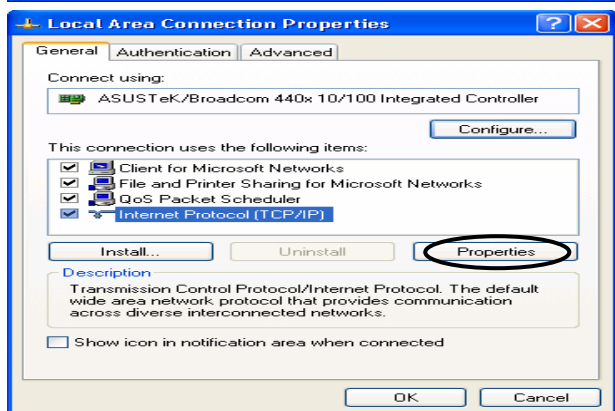 Local Area Connection Properties
General Authentication Advanced
Connect using:
ASUSTeK/Broadcom 440x 10/100 Integrated Controller
Configure...
This connection uses the following items:
Client for Microsoft Networks
File and Printer Sharing for Microsoft Networks
QoS Packet Scheduler
Internet Protocol (TCP/IP)
Install... Uninstall Properties
Description
Transmission Control Protocol/Internet Protocol. The default
wide area network protocol that provides communication
across diverse interconnected networks.
Show icon in notification area when connected
OK Cancel